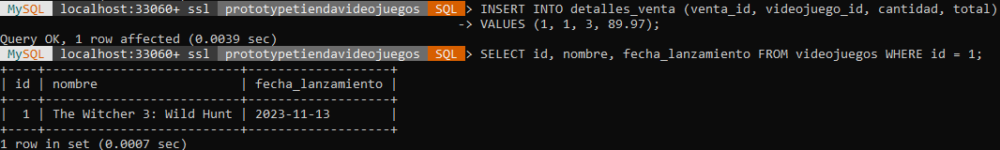 MySQL localhost:33060+ ssl prototypetiendavideojuegos SQL > INSERT INTO detalles_venta (venta_id, videojuego_id, cantidad, total)
-> VALUES (1, 1, 3, 89.97);
Query OK, 1 row affected (0.0039 sec)
MySQL localhost:33060+ ssl prototypetiendavideojuegos SQL > SELECT id, nombre, fecha_lanzamiento FROM videojuegos WHERE id = 1;
+----+--------------------------+-------------------+
| id | nombre                   | fecha_lanzamiento |
+----+--------------------------+-------------------+
|  1 | The Witcher 3: Wild Hunt | 2023-11-13        |
+----+--------------------------+-------------------+
1 row in set (0.0007 sec)